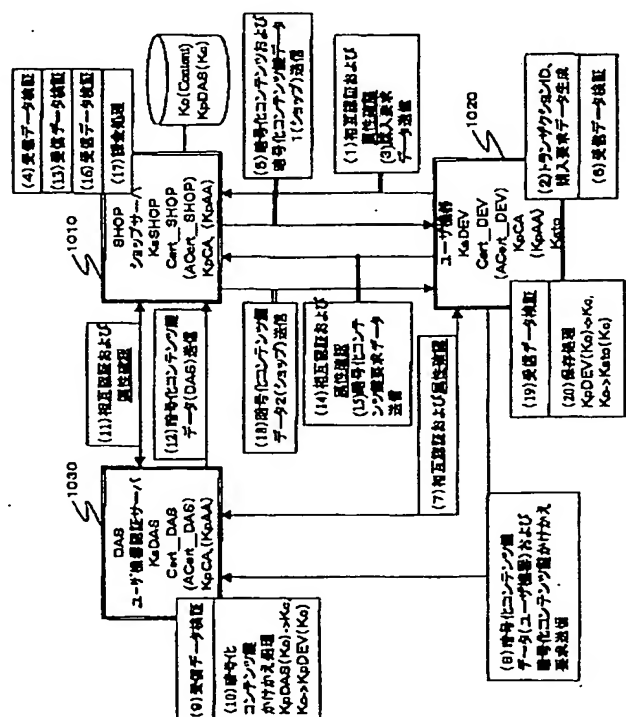 (4)受信データ検証
(13)受信データ検証
(16)受信データ検証
(17)課金処理
1010
SHOP
ショップサーバ
KsSHOP
Cert_SHOP
(ACert_SHOP)
KpCA,(KpAA)
Kc(Content)
KpDAS(Kc)
(5)暗号化コンテンツおよび
暗号化コンテンツ鍵データ
1(ショップ)送信
(1)相互認証および
属性確認
(3)購入要求
データ送信
1020
ユーザ機器
KsDEV
Cert_DEV
(ACert_DEV)
KpCA
(KpAA)
Ksto
(2)トランザクションID、
購入要求データ生成
(6)受信データ検証
(11)相互認証および
属性確認
(12)暗号化コンテンツ鍵
データ(DAS)送信
(18)暗号化コンテンツ鍵
データ2(ショップ)送信
(14)相互認証および
属性確認
(15)暗号化コンテ
ンツ鍵要求データ
送信
(7)相互認証および属性確認
(19)受信データ検証
(20)保存処理
KpDEV(Kc)->Kc,
Kc->Ksto(Kc)
1030
DAS
ユーザ機器認証サーバ
KsDAS
Cert_DAS
(ACert_DAS)
KpCA,(KpAA)
(9)受信データ検証
(10)暗号化
コンテンツ鍵
かけかえ処理
KpDAS(Kc)->Kc,
Kc->KpDEV(Kc)
(8)暗号化コンテンツ鍵
データ(ユーザ機器)および
暗号化コンテンツ鍵かけかえ
要求送信